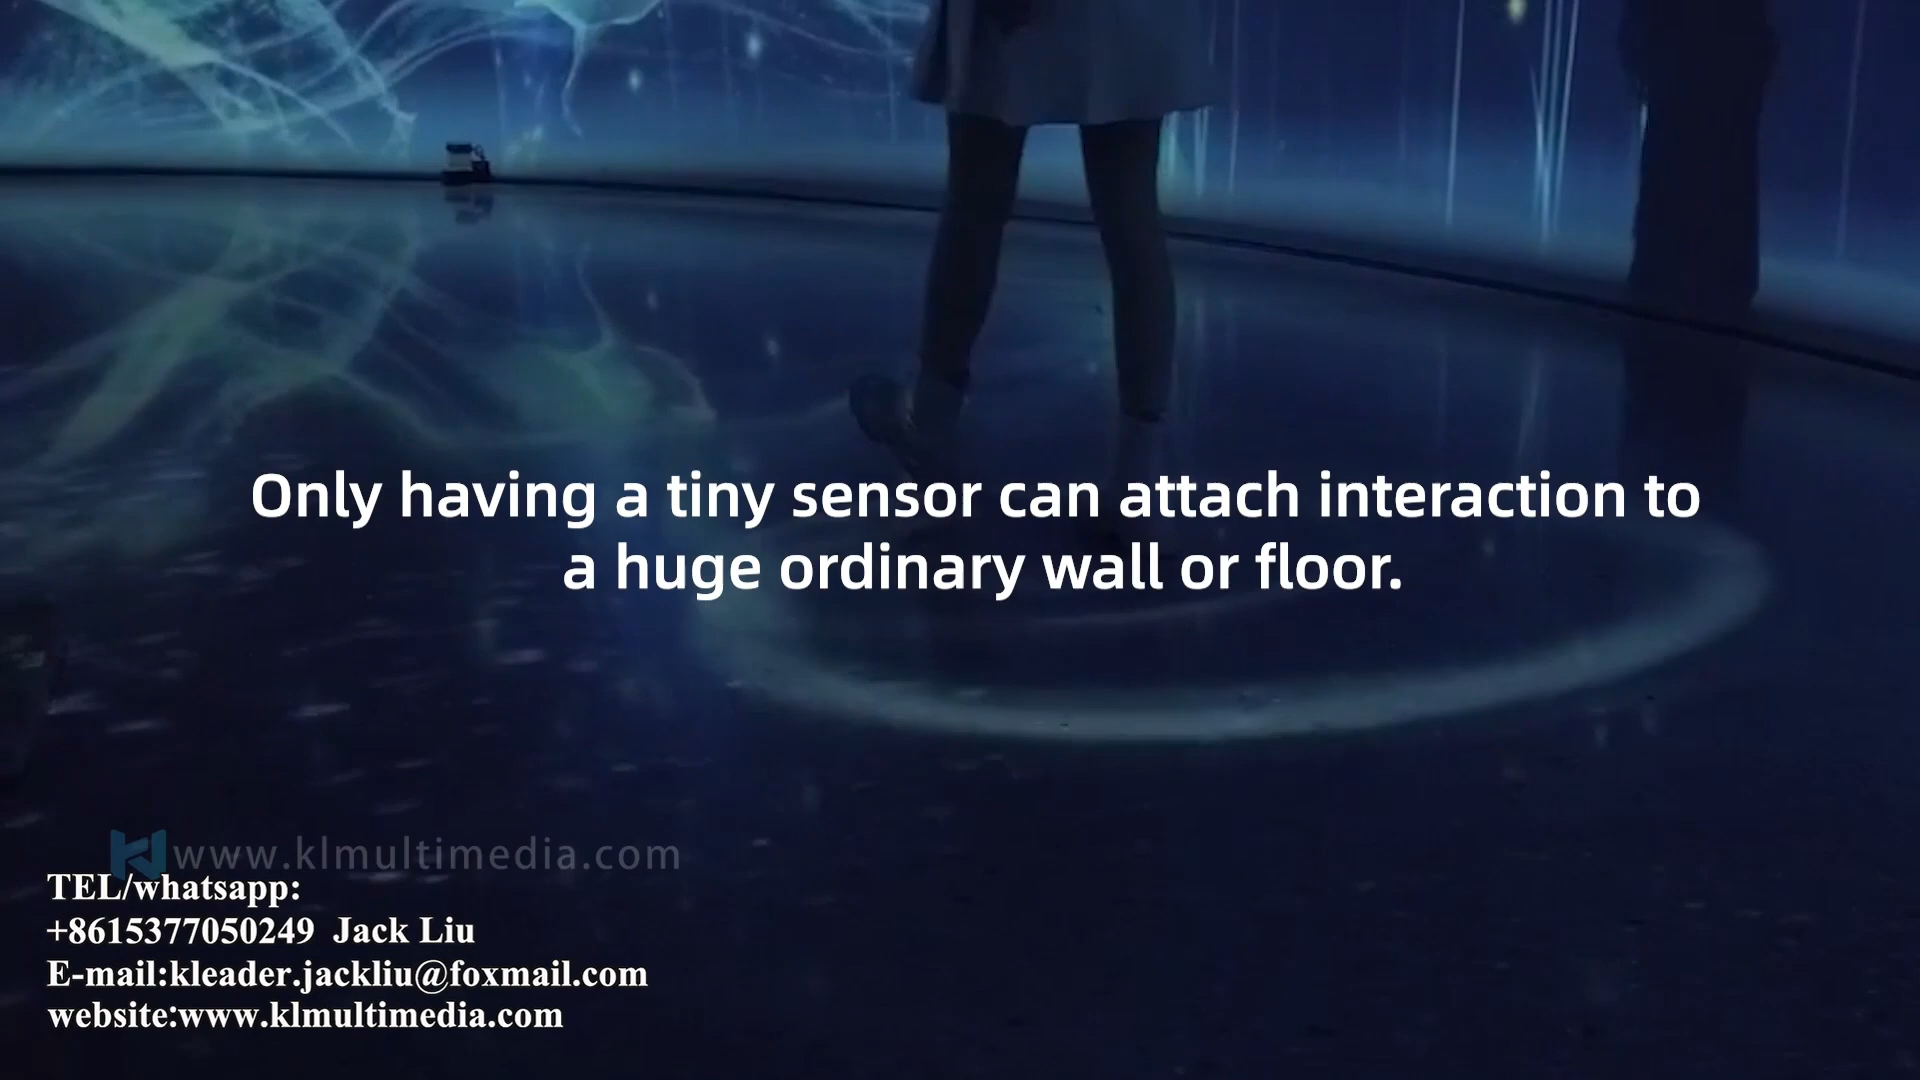 Only having a tiny sensor can attach interaction to
a huge ordinary wall or floor.
www.klmultimedia.com
TEL/whatsapp:
+8615377050249 Jack Liu
E-mail:kleader.jackliu@foxmail.com
website:www.klmultimedia.com